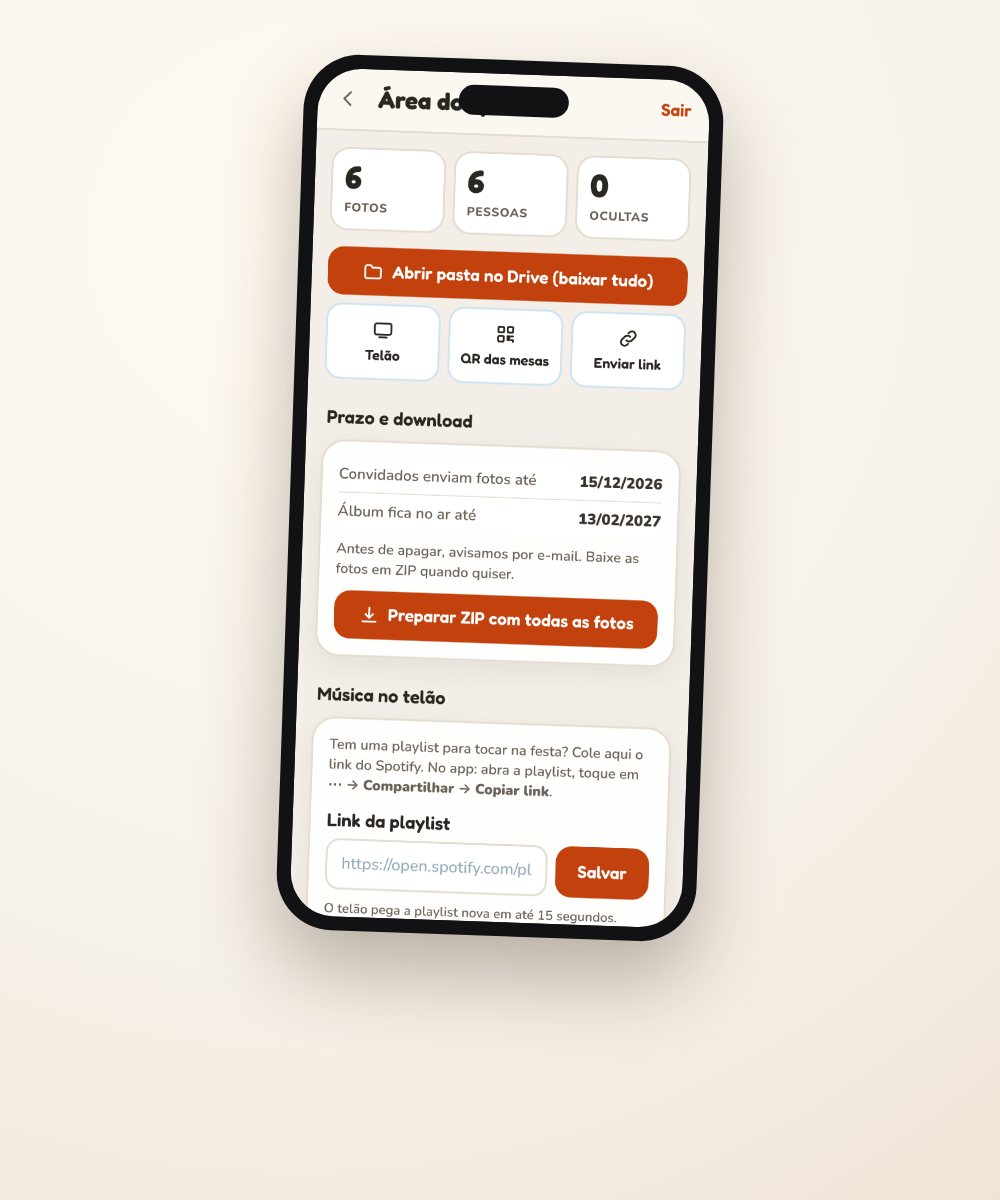 Área do
Sair
6
FOTOS
6
PESSOAS
0
OCULTAS
Abrir pasta no Drive (baixar tudo)
Telão
QR das mesas
Enviar link
Prazo e download
Convidados enviam fotos até 15/12/2026
Álbum fica no ar até 13/02/2027
Antes de apagar, avisamos por e-mail. Baixe as
fotos em ZIP quando quiser.
Preparar ZIP com todas as fotos
Música no telão
Tem uma playlist para tocar na festa? Cole aqui o
link do Spotify. No app: abra a playlist, toque em
··· → Compartilhar → Copiar link.
Link da playlist
https://open.spotify.com/pl
Salvar
O telão pega a playlist nova em até 15 segundos.